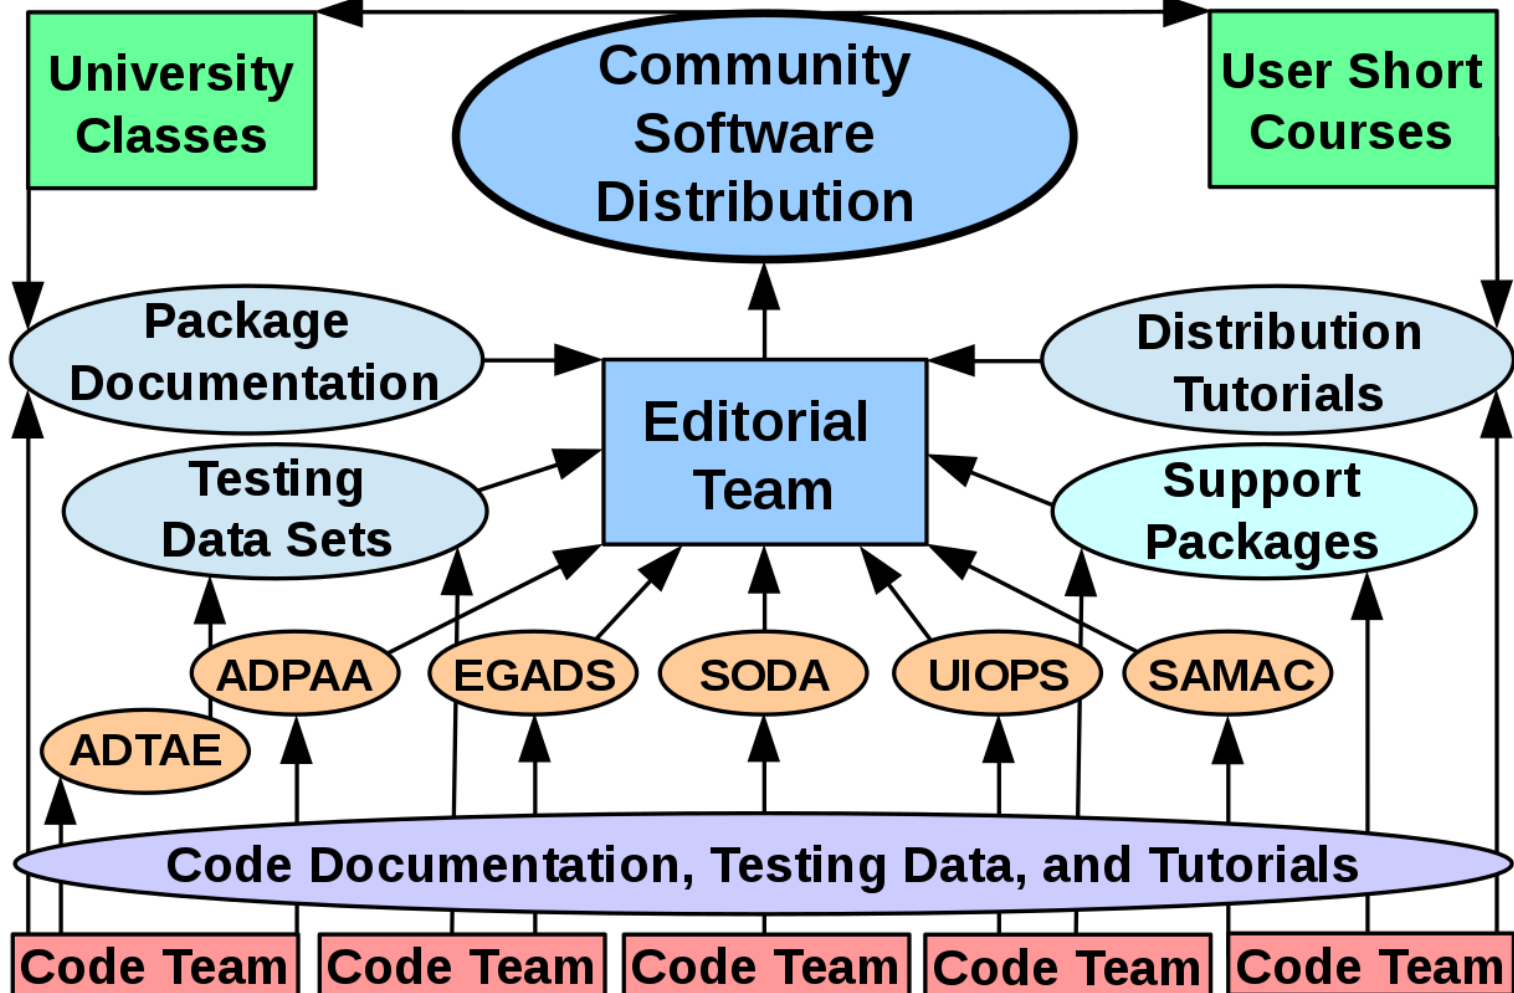 University
Classes
Community
Software
Distribution
User Short
Courses
Package
Documentation
Distribution
Tutorials
Editorial
Team
Testing
Data Sets
Support
Packages
ADPAA
EGADS
SODA
UIOPS
SAMAC
ADTAE
Code Documentation, Testing Data, and Tutorials
Code Team
Code Team
Code Team
Code Team
Code Team